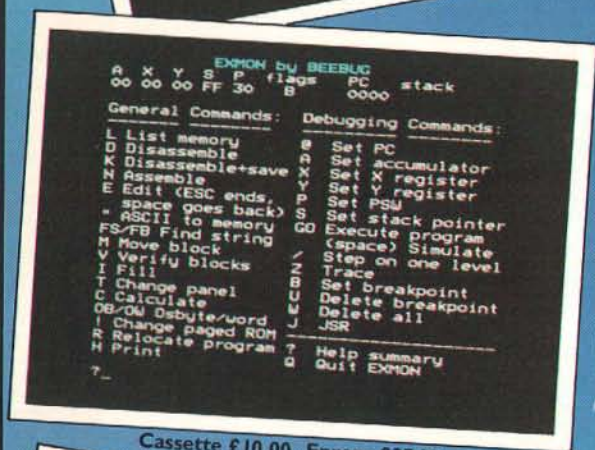 EXMON by BEEBUG
A X Y S P flags PC stack
00 00 00 FF 30 B 0000
General Commands: Debugging Commands:
L List memory @ Set PC
D Disassemble A Set accumulator
K Disassemble+save X Set X register
N Assemble Y Set Y register
E Edit (ESC ends, P Set PSW
space goes back) S Set stack pointer
" ASCII to memory GO Execute program
FS/FB Find string (space) Simulate
M Move block / Step on one level
V Verify blocks Z Trace
I Fill B Set breakpoint
T Change panel U Delete breakpoint
C Calculate W Delete all
OB/OW Osbyte/word J JSR
Change paged ROM
R Relocate program ? Help summary
H Print Q Quit EXMON
?_
Cassette £10.00